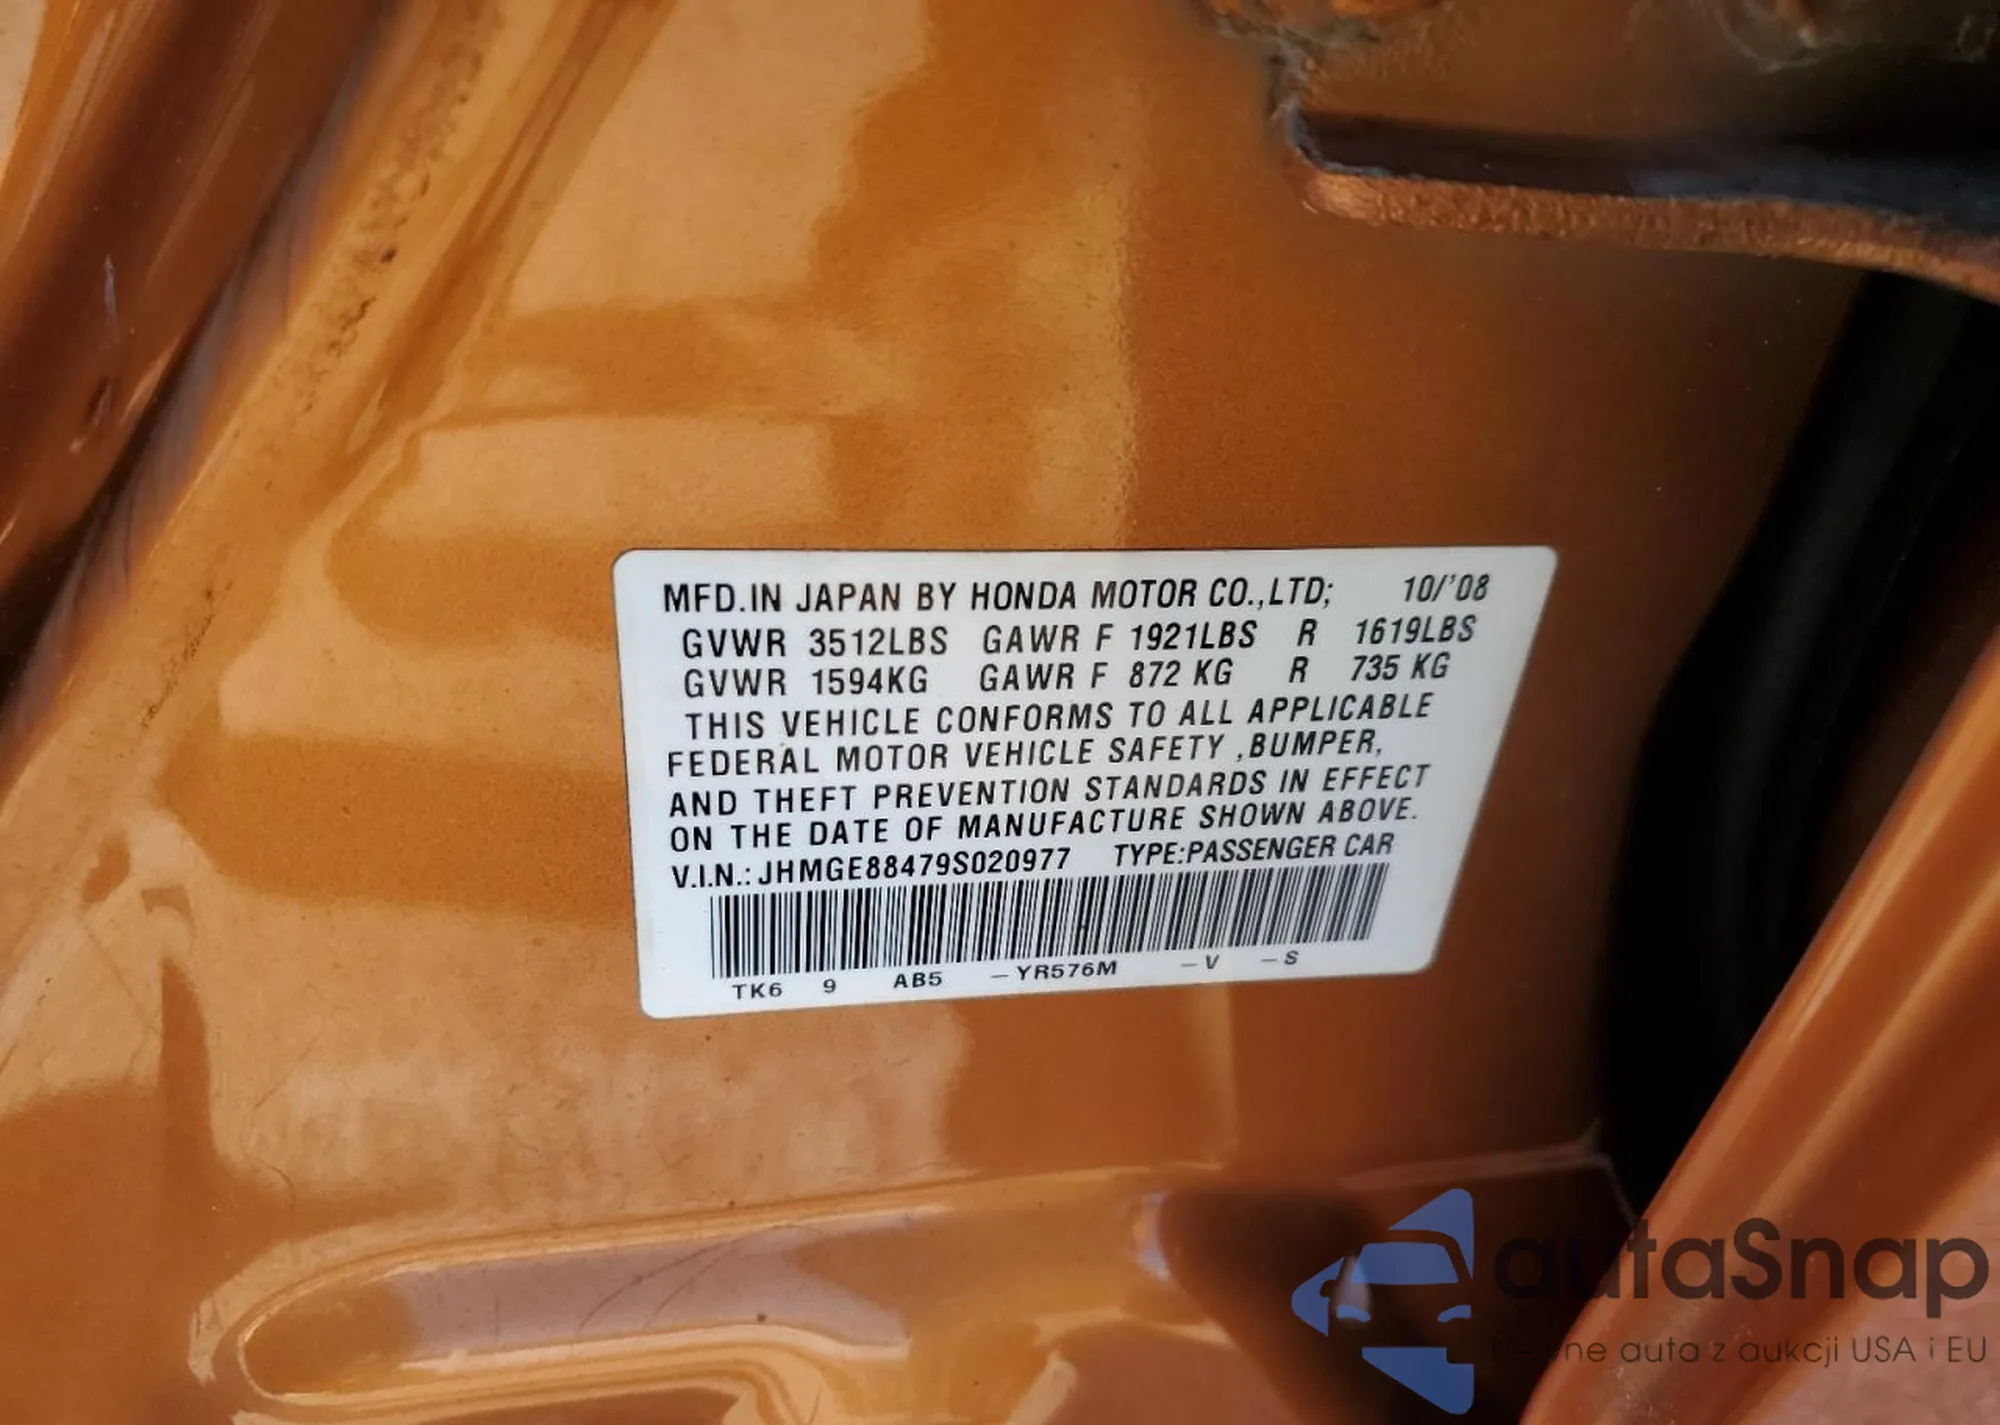 MFD.IN JAPAN BY HONDA MOTOR CO.,LTD; 10/'08
GVWR 3512LBS GAWR F 1921LBS R 1619LBS
GVWR 1594KG GAWR F 872 KG R 735 KG
THIS VEHICLE CONFORMS TO ALL APPLICABLE
FEDERAL MOTOR VEHICLE SAFETY ,BUMPER,
AND THEFT PREVENTION STANDARDS IN EFFECT
ON THE DATE OF MANUFACTURE SHOWN ABOVE.
V.I.N.: JHMGE88479S020977 TYPE:PASSENGER CAR
TK6 9 AB5 -YR576M -V -S
autaSnap
auta z aukcji USA i EU